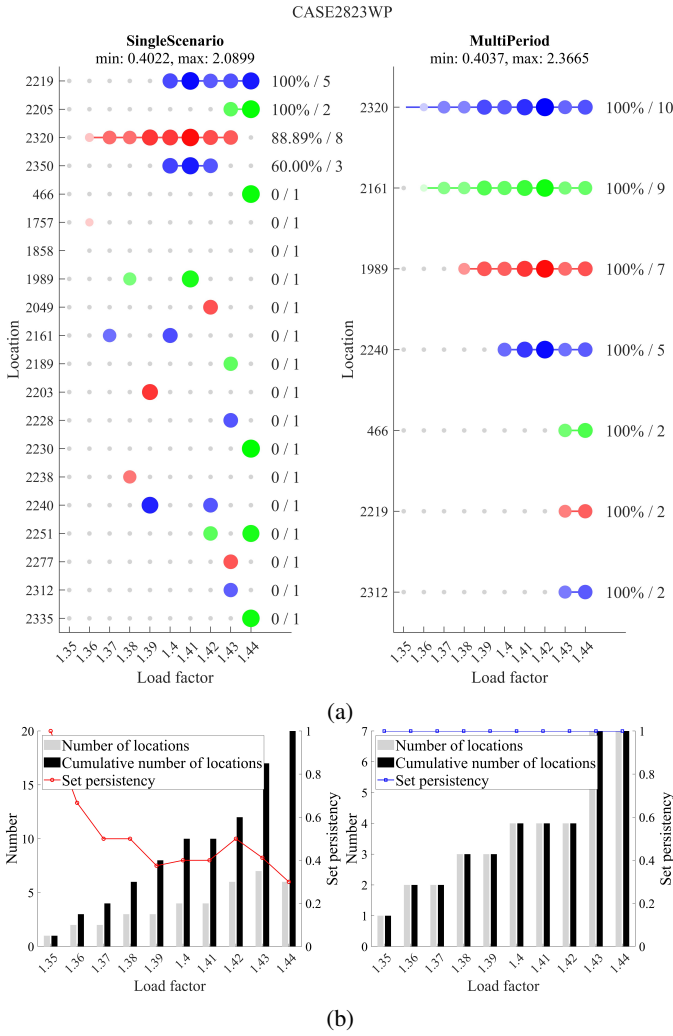 CASE2823WP
SingleScenario
min: 0.4022, max: 2.0899
Location
2219
100% / 5
2205
100% / 2
2320
88.89% / 8
2350
60.00% / 3
466
0 / 1
1757
0 / 1
1858
0 / 1
1989
0 / 1
2049
0 / 1
2161
0 / 1
2189
0 / 1
2203
0 / 1
2228
0 / 1
2230
0 / 1
2238
0 / 1
2240
0 / 1
2251
0 / 1
2277
0 / 1
2312
0 / 1
2335
0 / 1
1.35
1.36
1.37
1.38
1.39
1.4
1.41
1.42
1.43
1.44
Load factor
MultiPeriod
min: 0.4037, max: 2.3665
Location
2320
100% / 10
2161
100% / 9
1989
100% / 7
2240
100% / 5
466
100% / 2
2219
100% / 2
2312
100% / 2
1.35
1.36
1.37
1.38
1.39
1.4
1.41
1.42
1.43
1.44
Load factor
(a)
Number
20
15
10
5
0
Number of locations
Cumulative number of locations
Set persistency
1
0.8
0.6
0.4
0.2
0
Set persistency
1.35
1.36
1.37
1.38
1.39
1.4
1.41
1.42
1.43
1.44
Load factor
Number
7
6
5
4
3
2
1
0
Number of locations
Cumulative number of locations
Set persistency
1
0.8
0.6
0.4
0.2
0
Set persistency
1.35
1.36
1.37
1.38
1.39
1.4
1.41
1.42
1.43
1.44
Load factor
(b)